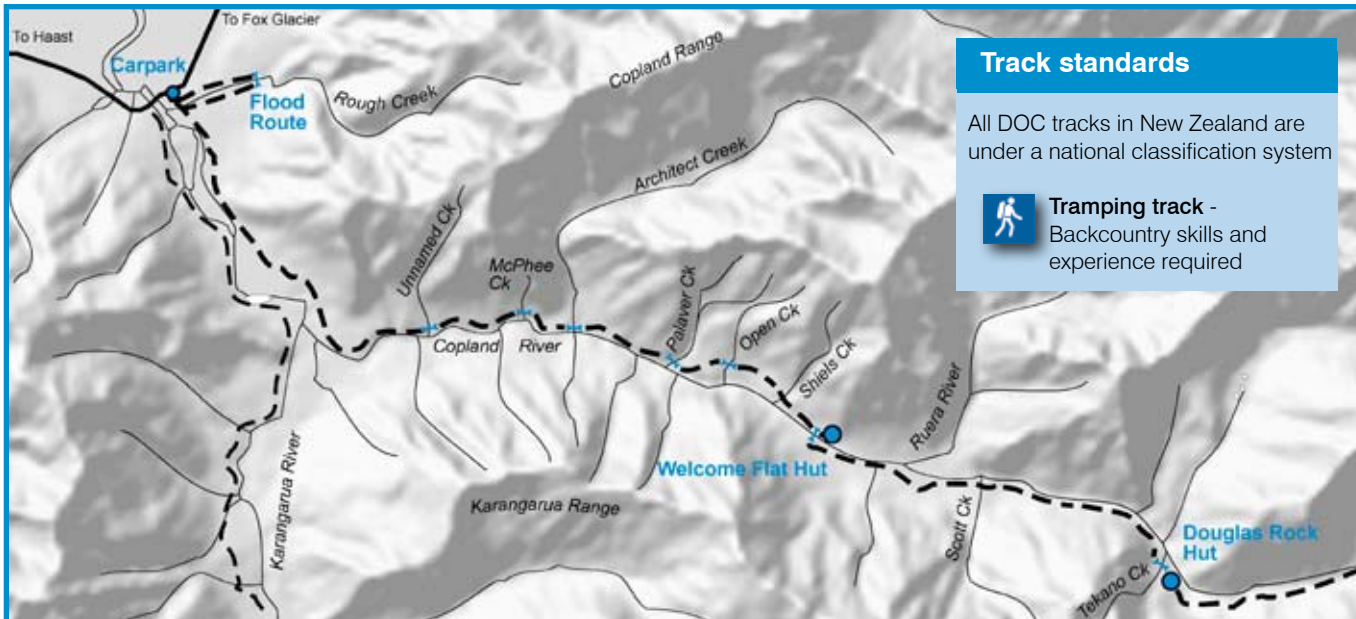 To Fox Glacier
To Haast
Carpark
Flood
Route
Rough Creek
Copland Range
Architect Creek
Unnamed Ck
McPhee
Ck
Copland River
Palaver Ck
Open Ck
Shiels Ck
Ruera River
Welcome Flat Hut
Karangarua River
Karangarua Range
Scott Ck
Douglas Rock
Hut
Tekano Ck
Track standards
All DOC tracks in New Zealand are
under a national classification system
Tramping track -
Backcountry skills and
experience required